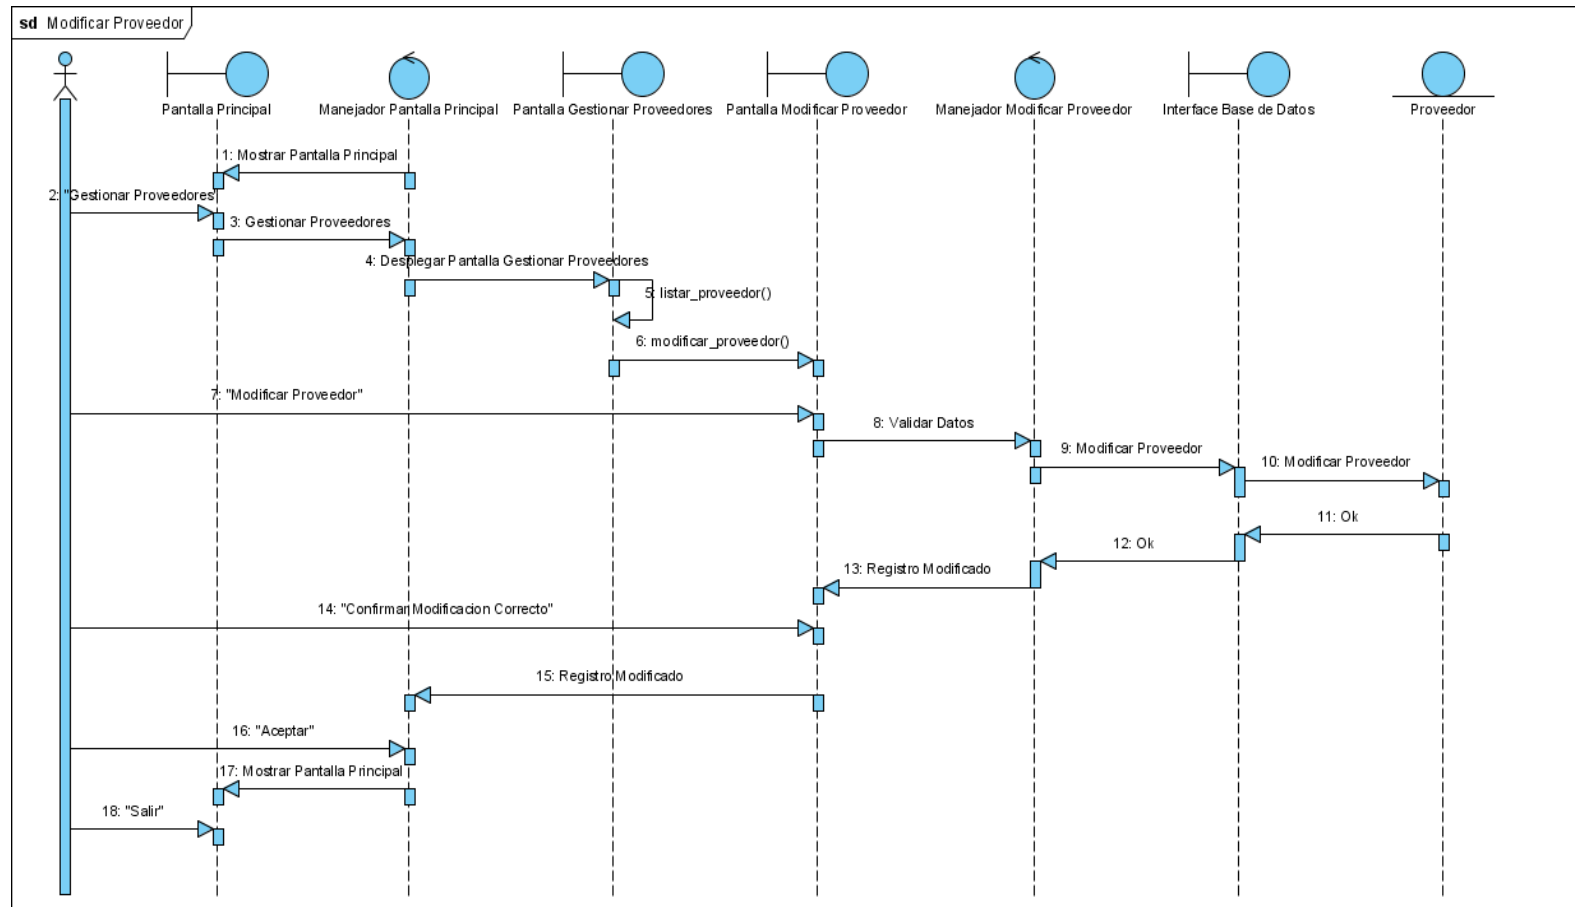 sd Modificar Proveedor
Pantalla Principal
Manejador Pantalla Principal
Pantalla Gestionar Proveedores
Pantalla Modificar Proveedor
Manejador Modificar Proveedor
Interface Base de Datos
Proveedor
1: Mostrar Pantalla Principal
2: "Gestionar Proveedores"
3: Gestionar Proveedores
4: Desplegar Pantalla Gestionar Proveedores
5: listar_proveedor()
6: modificar_proveedor()
7: "Modificar Proveedor"
8: Validar Datos
9: Modificar Proveedor
10: Modificar Proveedor
11: Ok
12: Ok
13: Registro Modificado
14: "Confirmar Modificacion Correcto"
15: Registro Modificado
16: "Aceptar"
17: Mostrar Pantalla Principal
18: "Salir"